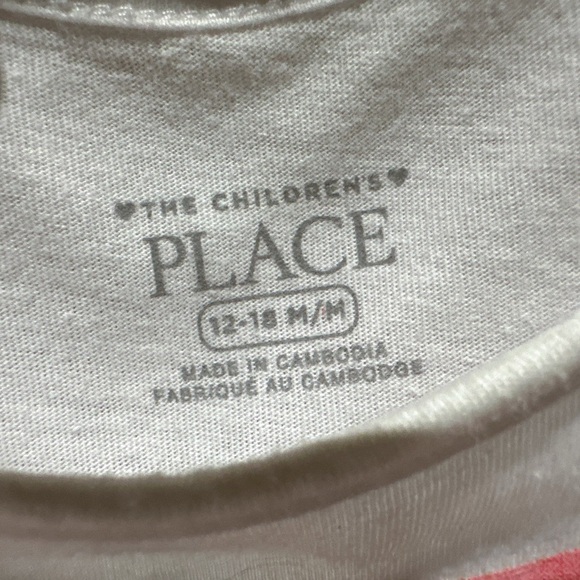 ♥THE CHILDREN'S♥
PLACE
12-18 M/M
MADE IN CAMBODIA
FABRIQUÉ AU CAMBODGE